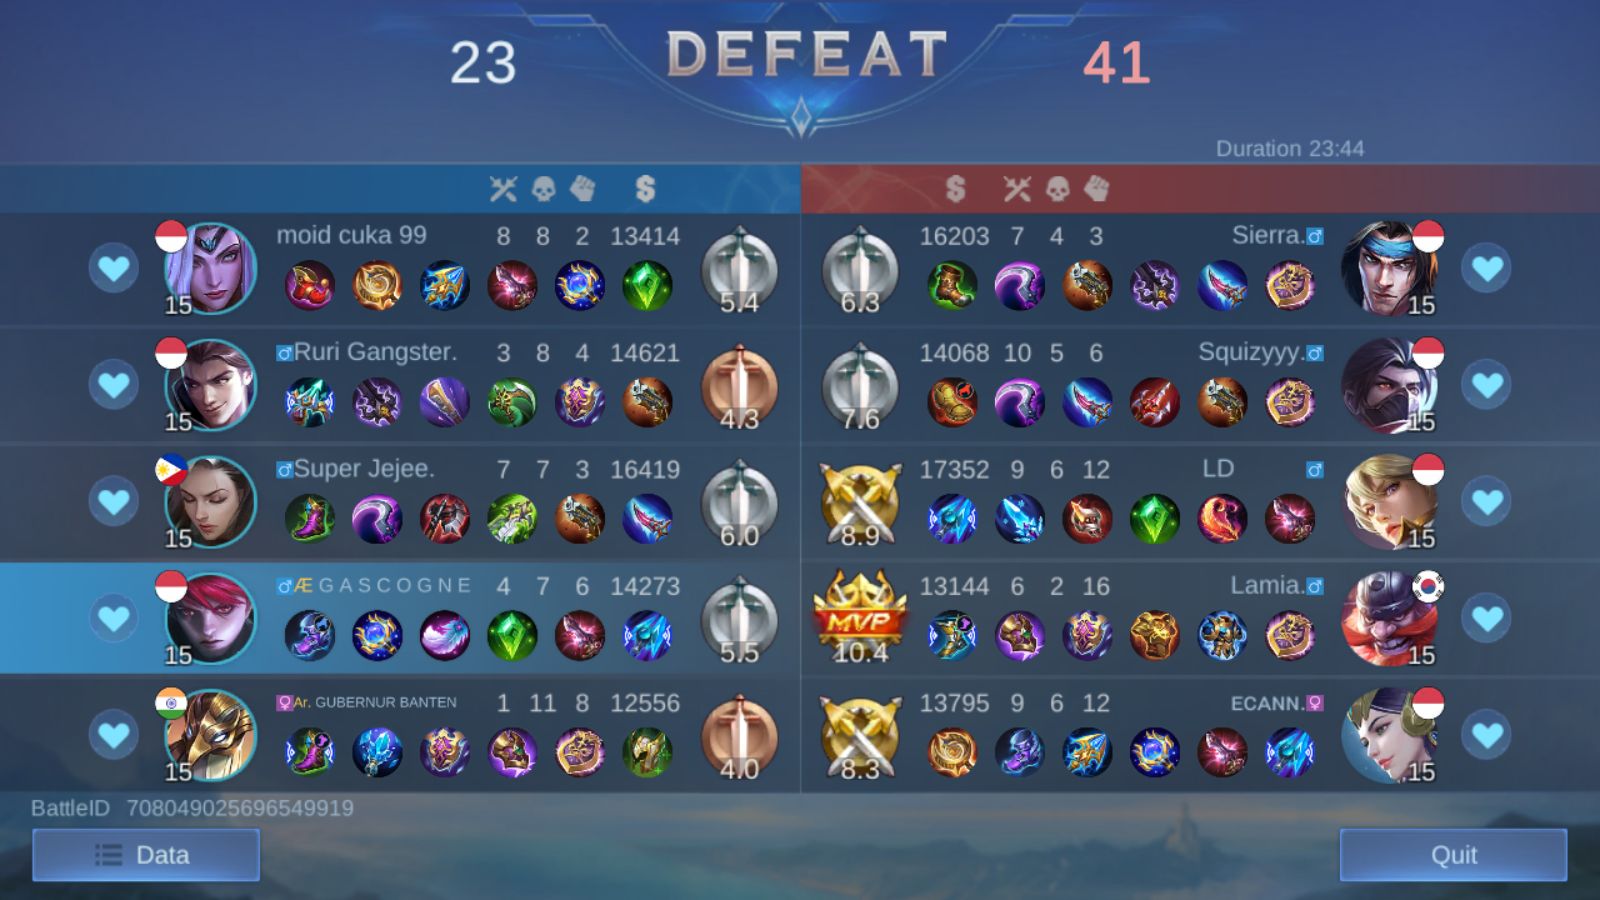 23 DEFEAT 41
Duration 23:44
moid cuka 99 8 8 2 13414 5.4 15
6.3 16203 7 4 3 Sierra. 15
Ruri Gangster. 3 8 4 14621 4.3 15
7.6 14068 10 5 6 Squizyyy. 15
Super Jejee. 7 7 3 16419 6.0 15
8.9 17352 9 6 12 LD 15
Æ G A S C O G N E 4 7 6 14273 5.5 15
MVP 10.4 13144 6 2 16 Lamia. 15
Ar. GUBERNUR BANTEN 1 11 8 12556 4.0 15
8.3 13795 9 6 12 ECANN. 15
BattleID 708049025696549919
Data
Quit